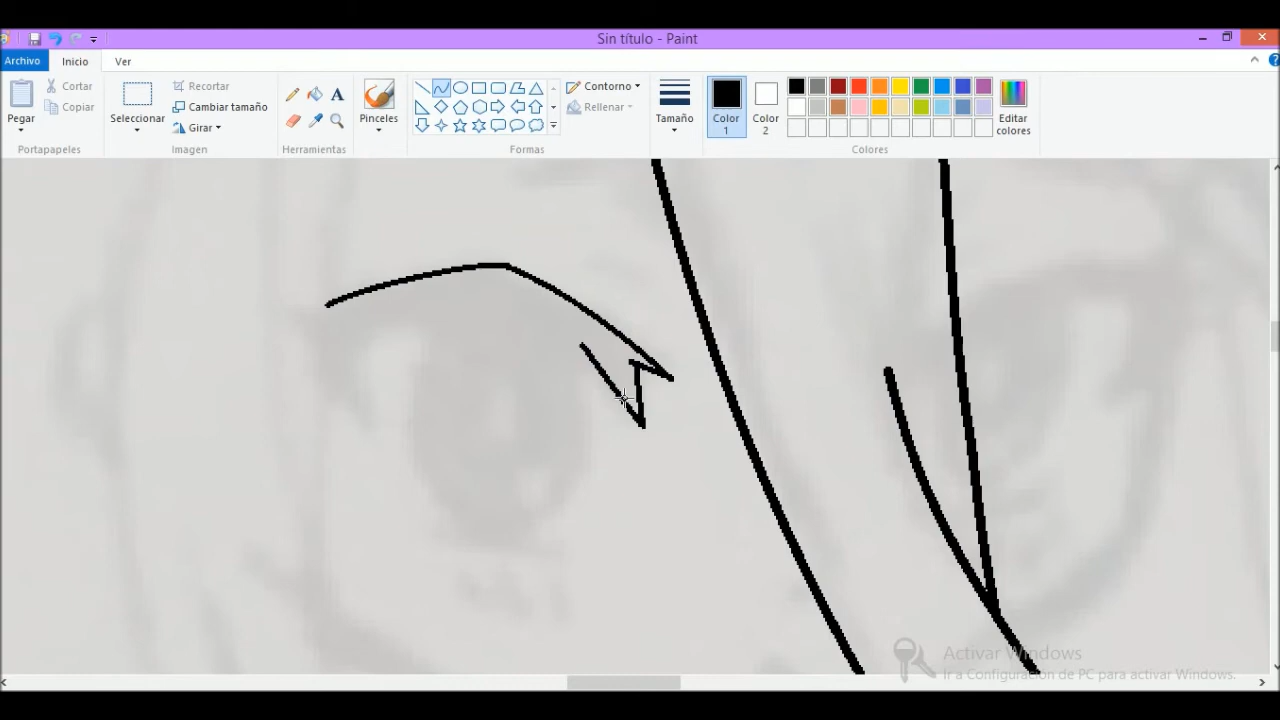 Sin título - Paint
Archivo Inicio Ver
Pegar
Cortar
Copiar
Portapapeles
Seleccionar
Recortar
Cambiar tamaño
Girar
Imagen
A
Herramientas
Pinceles
Contorno
Rellenar
Formas
Tamaño
Color 1
Color 2
Editar colores
Colores
Activar Windows
Ir a Configuración de PC para activar Windows.